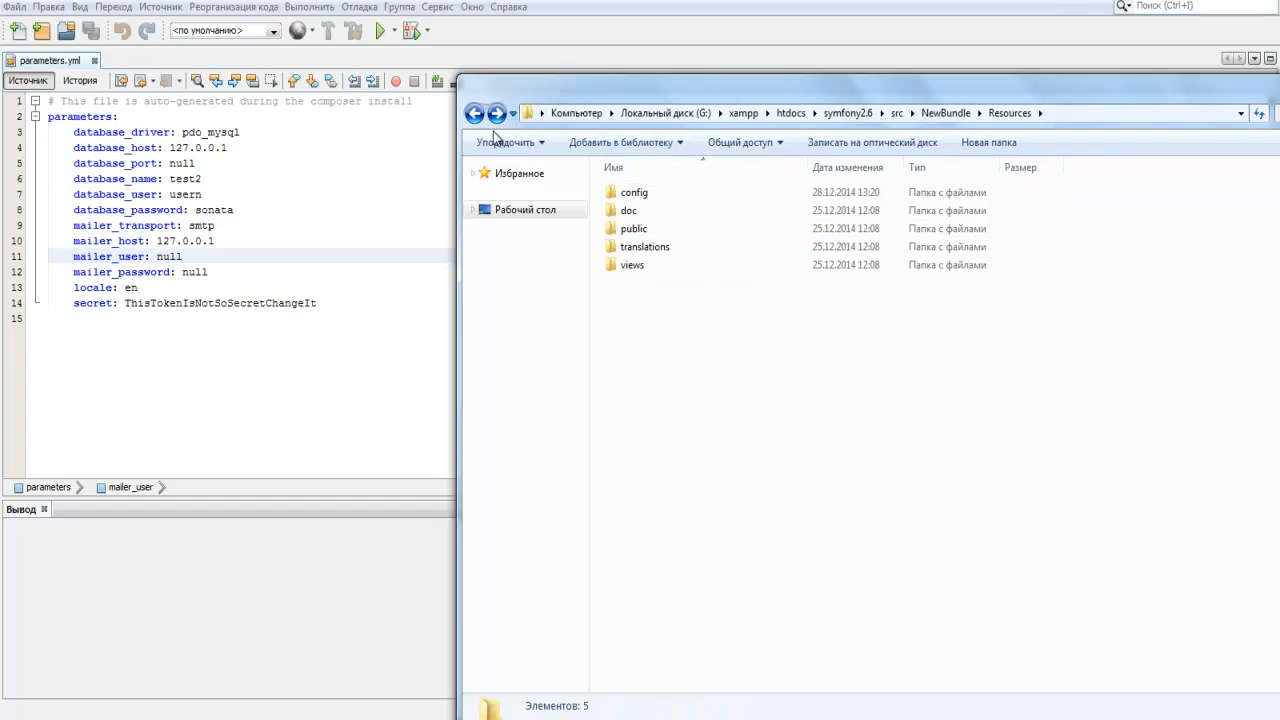 Файл Правка Вид Переход Источник Реорганизация кода Выполнить Отладка Группа Сервис Окно Справка
Поиск (Ctrl+I)
<по умолчанию>
parameters.yml
Источник История
1 # This file is auto-generated during the composer install
2 parameters:
3 database_driver: pdo_mysql
4 database_host: 127.0.0.1
5 database_port: null
6 database_name: test2
7 database_user: usern
8 database_password: sonata
9 mailer_transport: smtp
10 mailer_host: 127.0.0.1
11 mailer_user: null
12 mailer_password: null
13 locale: en
14 secret: ThisTokenIsNotSoSecretChangeIt
15
parameters mailer_user
Вывод
Компьютер Локальный диск (G:) xampp htdocs symfony2.6 src NewBundle Resources
Упорядочить Добавить в библиотеку Общий доступ Записать на оптический диск Новая папка
Избранное
Рабочий стол
Имя Дата изменения Тип Размер
config 28.12.2014 13:20 Папка с файлами
doc 25.12.2014 12:08 Папка с файлами
public 25.12.2014 12:08 Папка с файлами
translations 25.12.2014 12:08 Папка с файлами
views 25.12.2014 12:08 Папка с файлами
Элементов: 5